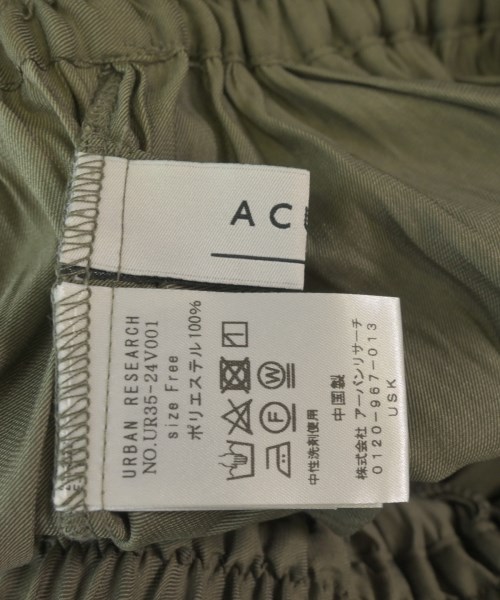 AC
URBAN RESEARCH
NO.UR35-24V001
size Free
ポリエステル100%
中性洗剤使用
中国製
株式会社 アーバンリサーチ
0120-967-013
USK